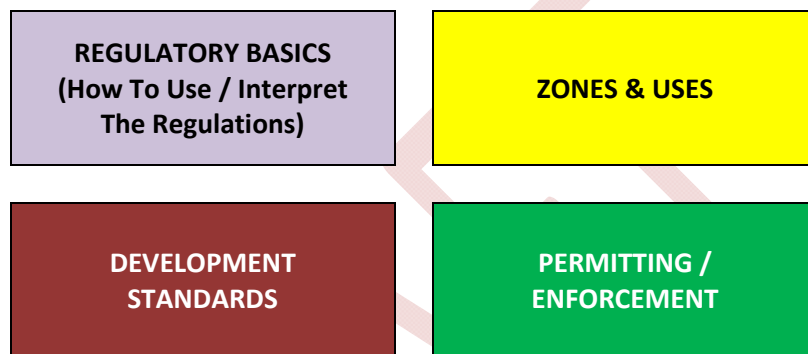 REGULATORY BASICS
(How To Use / Interpret
The Regulations)
ZONES & USES
DEVELOPMENT
STANDARDS
PERMITTING /
ENFORCEMENT